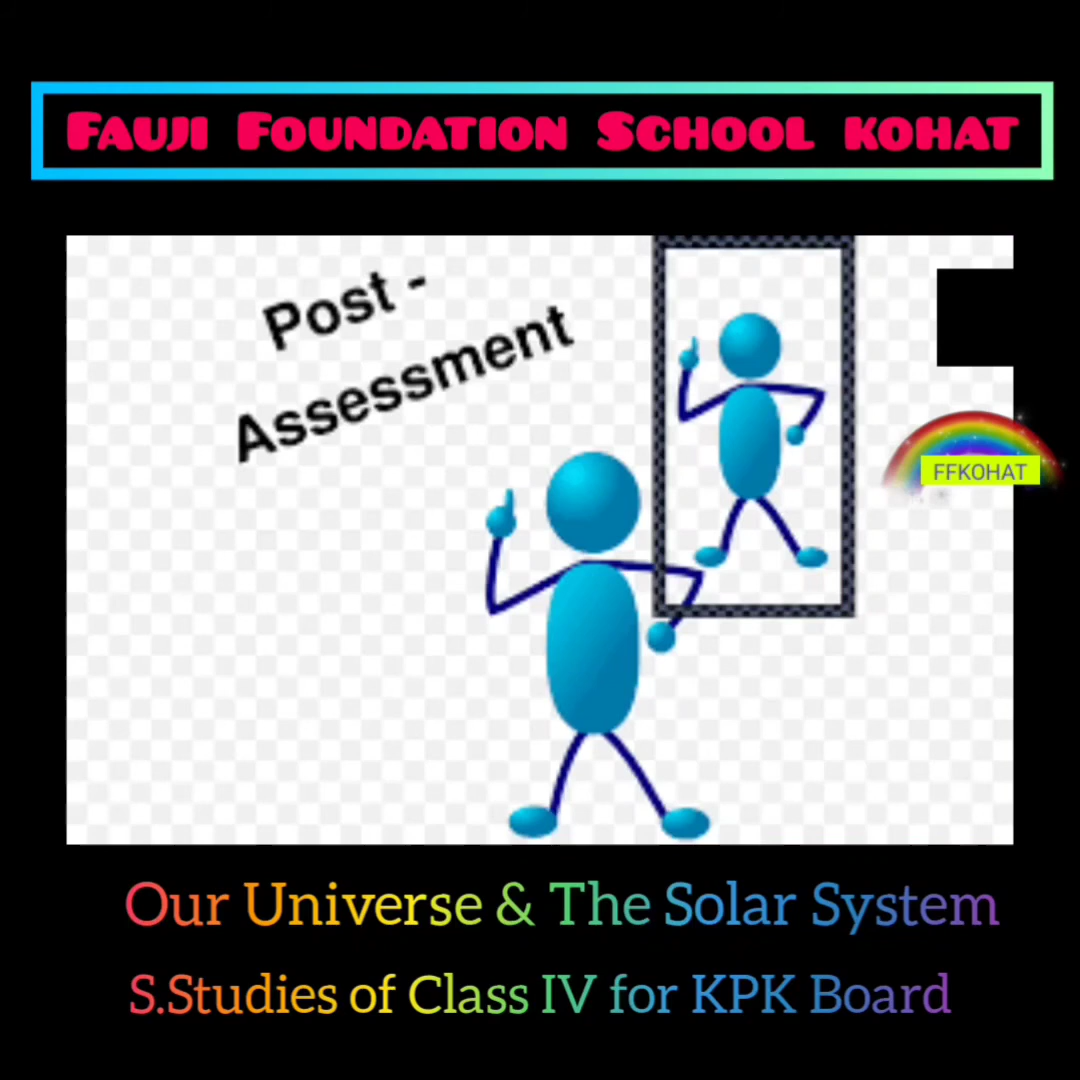 FAUJI FOUNDATION SCHOOL KOHAT
Post -
Assessment
FFKOHAT
Our Universe & The Solar System
S.Studies of Class IV for KPK Board